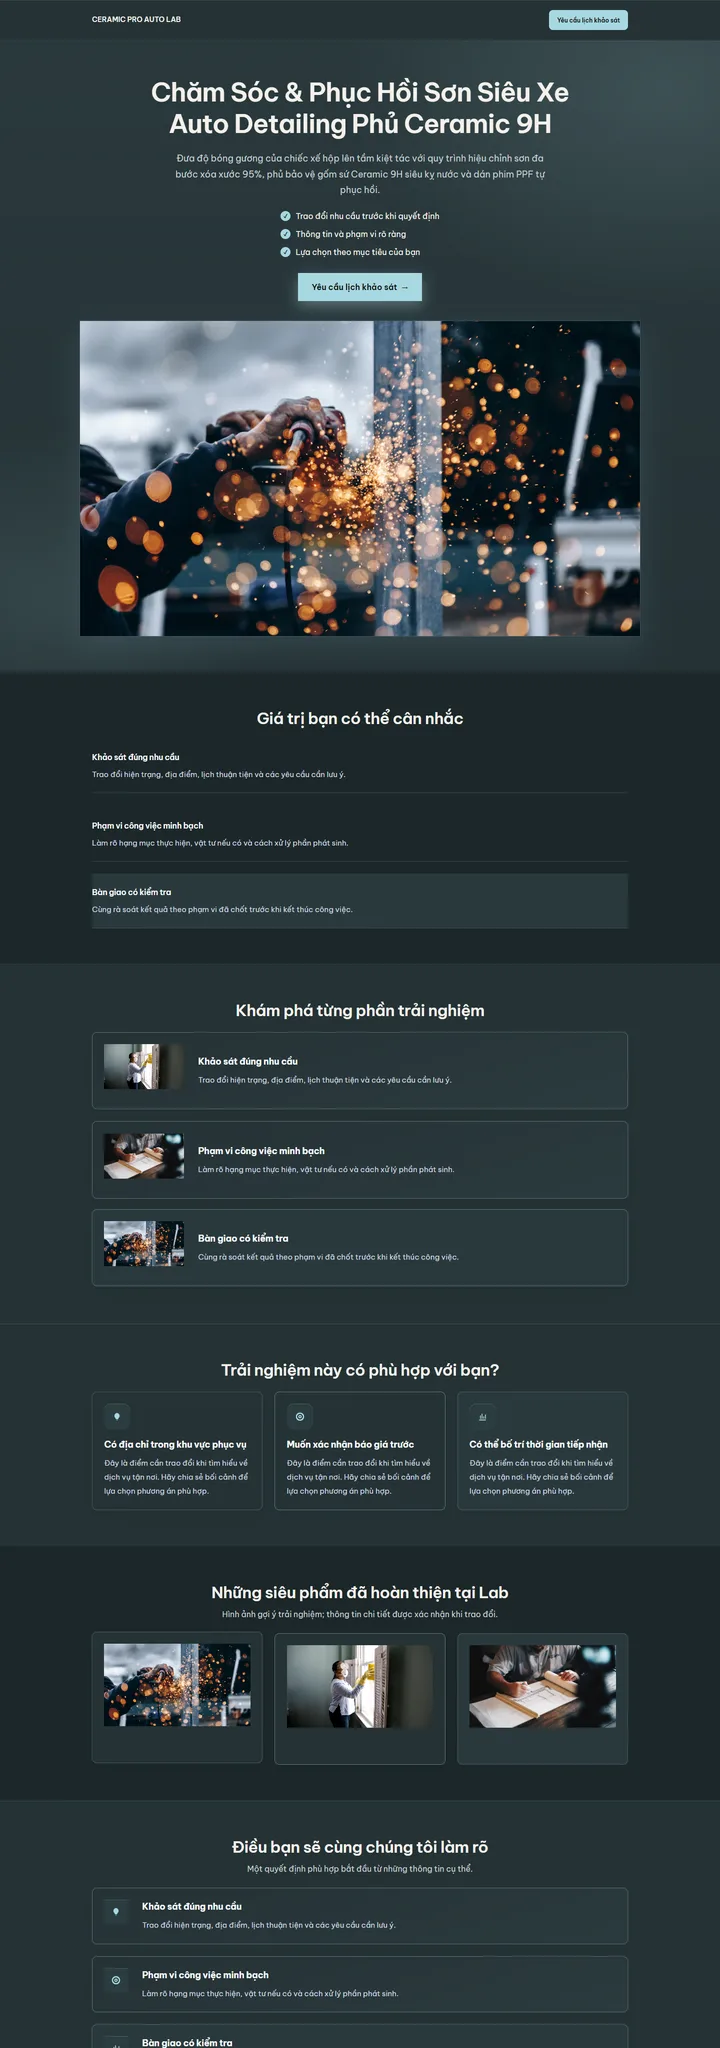 CERAMIC PRO AUTO LAB
Yêu cầu lịch khảo sát
Chăm Sóc & Phục Hồi Sơn Siêu Xe
Auto Detailing Phủ Ceramic 9H
Đưa độ bóng gương của chiếc xế hộp lên tầm kiệt tác với quy trình hiệu chỉnh sơn đa
bước xóa xước 95%, phủ bảo vệ gốm sứ Ceramic 9H siêu kỵ nước và dán phim PPF tự
phục hồi.
Trao đổi nhu cầu trước khi quyết định
Thông tin và phạm vi rõ ràng
Lựa chọn theo mục tiêu của bạn
Yêu cầu lịch khảo sát →
Giá trị bạn có thể cân nhắc
Khảo sát đúng nhu cầu
Trao đổi hiện trạng, địa điểm, lịch thuận tiện và các yêu cầu cần lưu ý.
Phạm vi công việc minh bạch
Làm rõ hạng mục thực hiện, vật tư nếu có và cách xử lý phần phát sinh.
Bàn giao có kiểm tra
Cùng rà soát kết quả theo phạm vi đã chốt trước khi kết thúc công việc.
Khám phá từng phần trải nghiệm
Khảo sát đúng nhu cầu
Trao đổi hiện trạng, địa điểm, lịch thuận tiện và các yêu cầu cần lưu ý.
Phạm vi công việc minh bạch
Làm rõ hạng mục thực hiện, vật tư nếu có và cách xử lý phần phát sinh.
Bàn giao có kiểm tra
Cùng rà soát kết quả theo phạm vi đã chốt trước khi kết thúc công việc.
Trải nghiệm này có phù hợp với bạn?
Có địa chỉ trong khu vực phục vụ
Đây là điểm cần trao đổi khi tìm hiểu về
dịch vụ tận nơi. Hãy chia sẻ bối cảnh để
lựa chọn phương án phù hợp.
Muốn xác nhận báo giá trước
Đây là điểm cần trao đổi khi tìm hiểu về
dịch vụ tận nơi. Hãy chia sẻ bối cảnh để
lựa chọn phương án phù hợp.
Có thể bố trí thời gian tiếp nhận
Đây là điểm cần trao đổi khi tìm hiểu về
dịch vụ tận nơi. Hãy chia sẻ bối cảnh để
lựa chọn phương án phù hợp.
Những siêu phẩm đã hoàn thiện tại Lab
Hình ảnh gợi ý trải nghiệm; thông tin chi tiết được xác nhận khi trao đổi.
Điều bạn sẽ cùng chúng tôi làm rõ
Một quyết định phù hợp bắt đầu từ những thông tin cụ thể.
Khảo sát đúng nhu cầu
Trao đổi hiện trạng, địa điểm, lịch thuận tiện và các yêu cầu cần lưu ý.
Phạm vi công việc minh bạch
Làm rõ hạng mục thực hiện, vật tư nếu có và cách xử lý phần phát sinh.
Bàn giao có kiểm tra